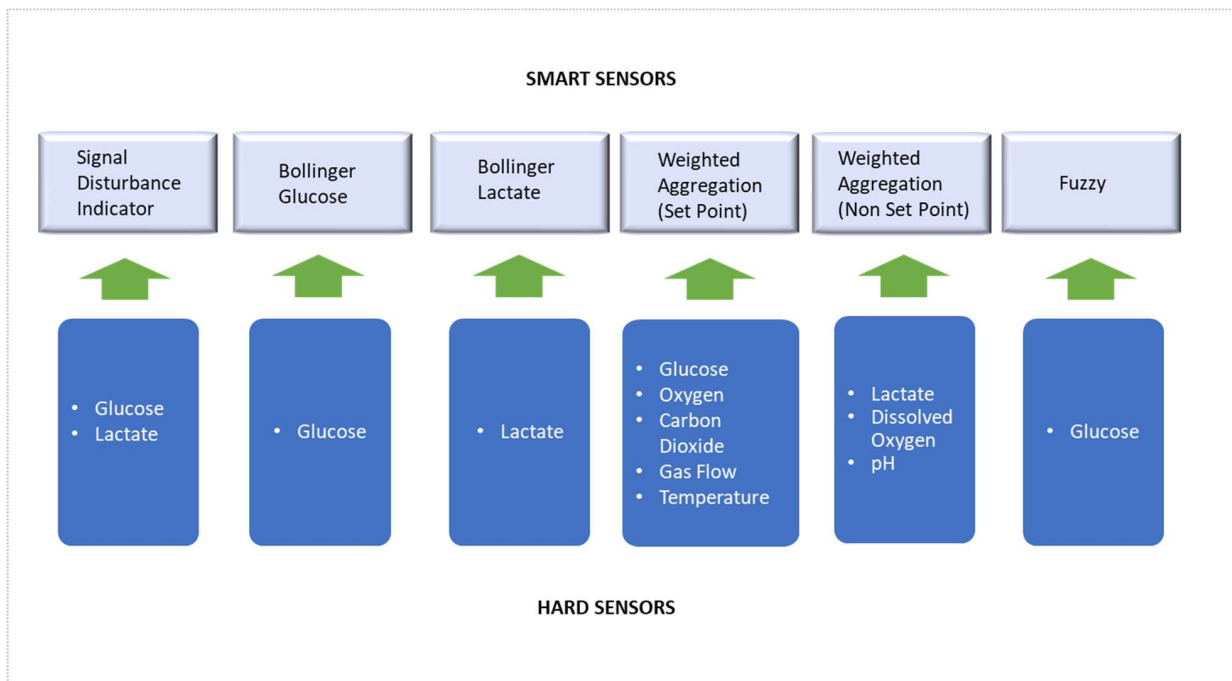 SMART SENSORS
Signal
Disturbance
Indicator
Bollinger
Glucose
Bollinger
Lactate
Weighted
Aggregation
(Set Point)
Weighted
Aggregation
(Non Set Point)
Fuzzy
• Glucose
• Lactate
• Glucose
• Lactate
• Glucose
• Oxygen
• Carbon
Dioxide
• Gas Flow
• Temperature
• Lactate
• Dissolved
Oxygen
• pH
• Glucose
HARD SENSORS